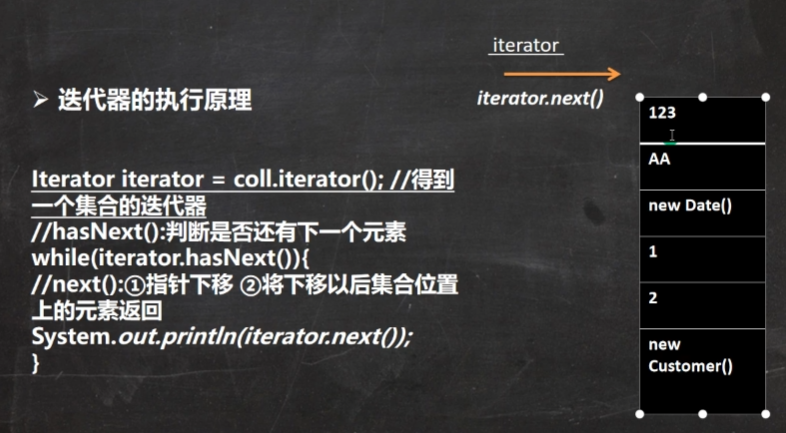 iterator
iterator.next()
➢ 迭代器的执行原理
Iterator iterator = coll.iterator(); //得到
一个集合的迭代器
//hasNext():判断是否还有下一个元素
while(iterator.hasNext()){
//next():①指针下移 ②将下移以后集合位置
上的元素返回
System.out.println(iterator.next());
}
123
AA
new Date()
1
2
new
Customer()